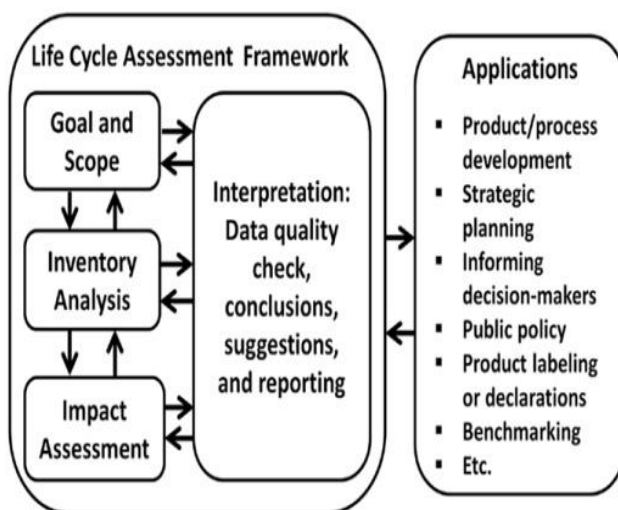 Life Cycle Assessment Framework
Goal and
Scope
Inventory
Analysis
Impact
Assessment
Interpretation:
Data quality
check,
conclusions,
suggestions,
and reporting
Applications
▪ Product/process
development
▪ Strategic
planning
▪ Informing
decision-makers
▪ Public policy
▪ Product labeling
or declarations
▪ Benchmarking
▪ Etc.